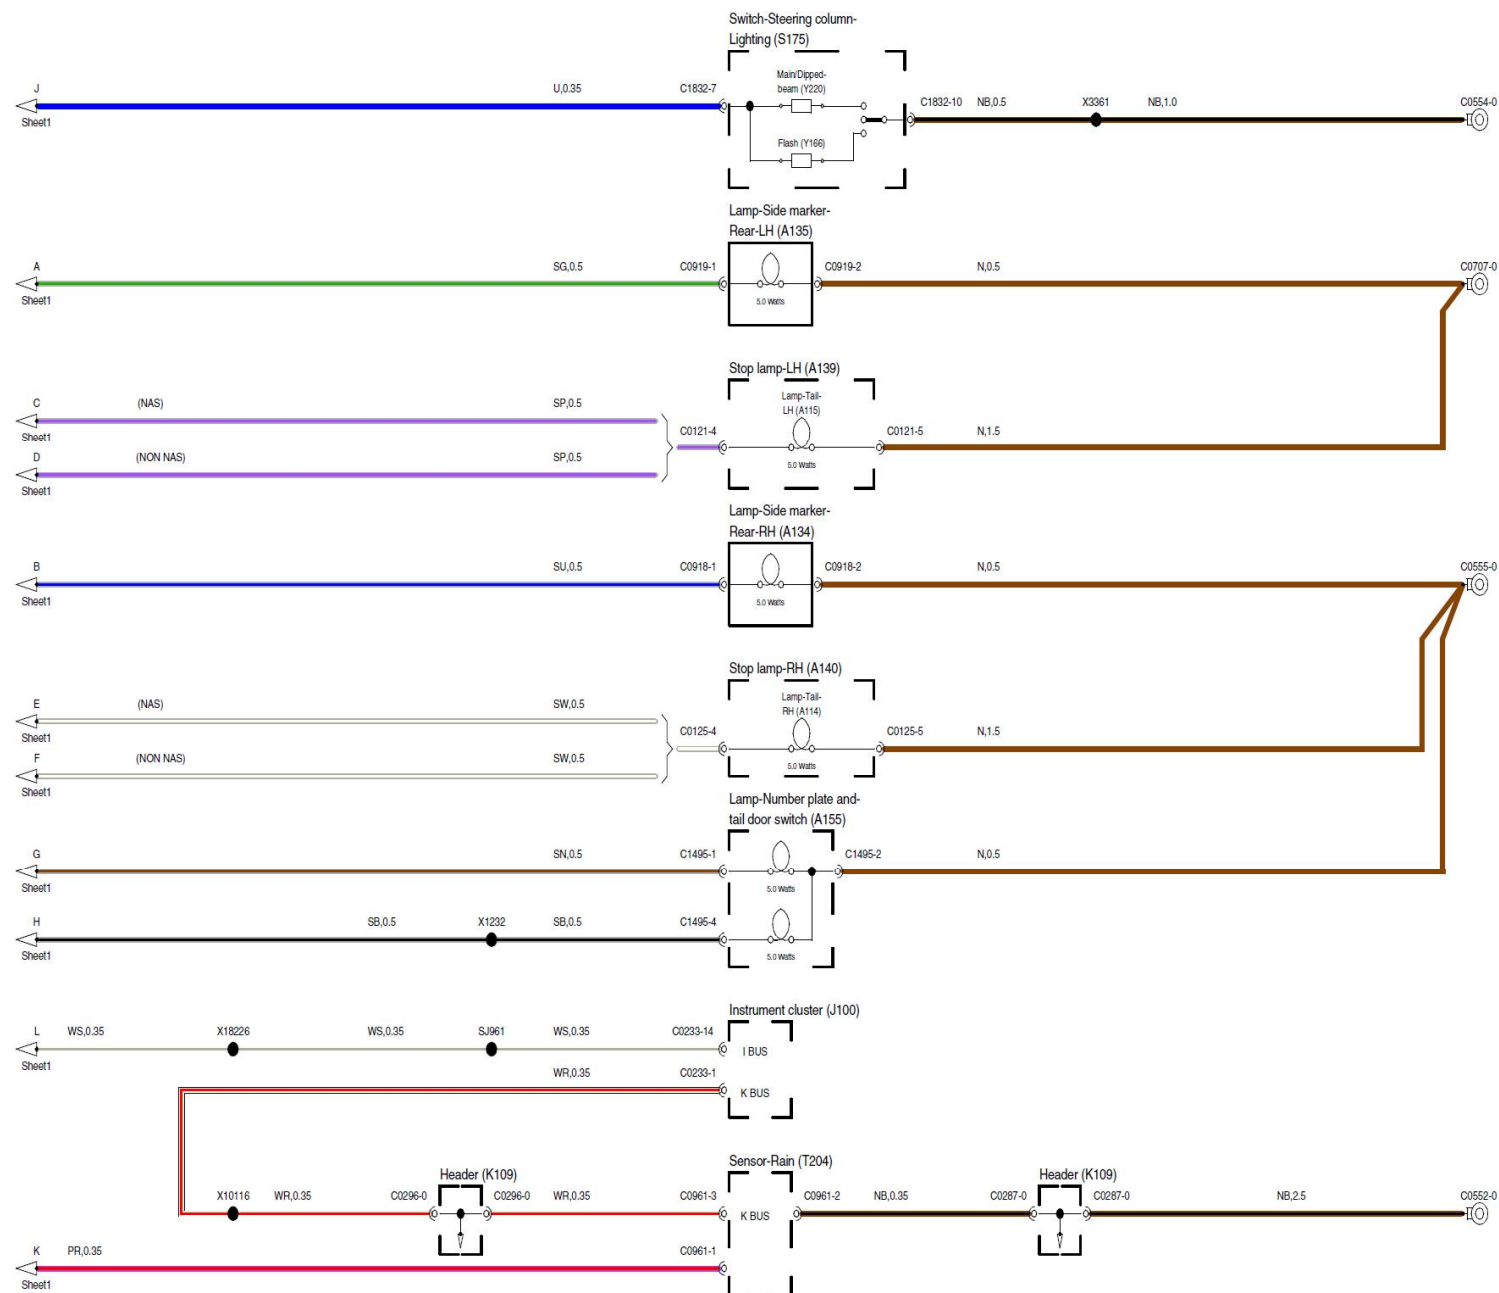 Switch-Steering column-
Lighting (S175)
J
U,0.35
C1832-7
Main/Dipped-
beam (Y220)
C1832-10
NB,0.5
X3361
NB,1.0
C0554-0
Sheet1
Flash (Y166)
Lamp-Side marker-
Rear-LH (A135)
A
SG,0.5
C0919-1
C0919-2
N,0.5
C0707-0
Sheet1
5.0 Watts
Stop lamp-LH (A139)
C
(NAS)
SP,0.5
Lamp-Tail-
LH (A115)
Sheet1
C0121-4
C0121-5
N,1.5
D
(NON NAS)
SP,0.5
5.0 Watts
Sheet1
Lamp-Side marker-
Rear-RH (A134)
B
SU,0.5
C0918-1
C0918-2
N,0.5
C0555-0
Sheet1
5.0 Watts
Stop lamp-RH (A140)
E
(NAS)
SW,0.5
Lamp-Tail-
RH (A114)
Sheet1
C0125-4
C0125-5
N,1.5
F
(NON NAS)
SW,0.5
5.0 Watts
Sheet1
Lamp-Number plate and-
tail door switch (A155)
G
SN,0.5
C1495-1
C1495-2
N,0.5
Sheet1
5.0 Watts
H
SB,0.5
X1232
SB,0.5
C1495-4
Sheet1
5.0 Watts
Instrument cluster (J100)
L
WS,0.35
X18226
WS,0.35
SJ961
WS,0.35
C0233-14
I BUS
Sheet1
WR,0.35
C0233-1
K BUS
Sensor-Rain (T204)
Header (K109)
Header (K109)
X10116
WR,0.35
C0296-0
C0296-0
WR,0.35
C0961-3
K BUS
C0961-2
NB,0.35
C0287-0
C0287-0
NB,2.5
C0552-0
K
PR,0.35
C0961-1
Sheet1